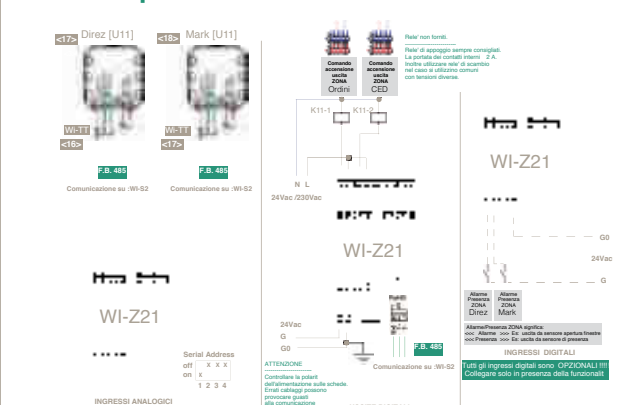 <17> Direz [U11]
<18> Mark [U11]
Wi-TT
<16>
Wi-TT
<17>
F.B. 485
F.B. 485
Comunicazione su :WI-S2
Comunicazione su :WI-S2
WI-Z21
Serial Address
off x x x
on x
1 2 3 4
INGRESSI ANALOGICI
Comando
accensione
uscita
ZONA
Ordini
Comando
accensione
uscita
ZONA
CED
Rele' non forniti.
Rele' di appoggio sempre consigliati.
La portata dei contatti interni 2 A.
Inoltre utilizzare rele' di scambio
nel caso si utilizzino comuni
con tensioni diverse.
K11-1
K11-2
N L
24Vac /230Vac
WI-Z21
24Vac
G
G0
F.B. 485
Comunicazione su :WI-S2
ATTENZIONE
Controllare la polarit
dell'alimentazione sulle schede.
Errati cablaggi possono
provocare guasti
alla comunicazione
WI-Z21
G0
24Vac
G
Allarme
Presenza
ZONA
Direz
Allarme
Presenza
ZONA
Mark
Allarme/Presenza ZONA significa:
<<< Allarme >>> Es: uscita da sensore apertura finestre
<<< Presenza >>> Es: uscita da sensore di presenza
INGRESSI DIGITALI
Tutti gli ingressi digitali sono OPZIONALI !!!!
Collegare solo in presenza della funzionalit